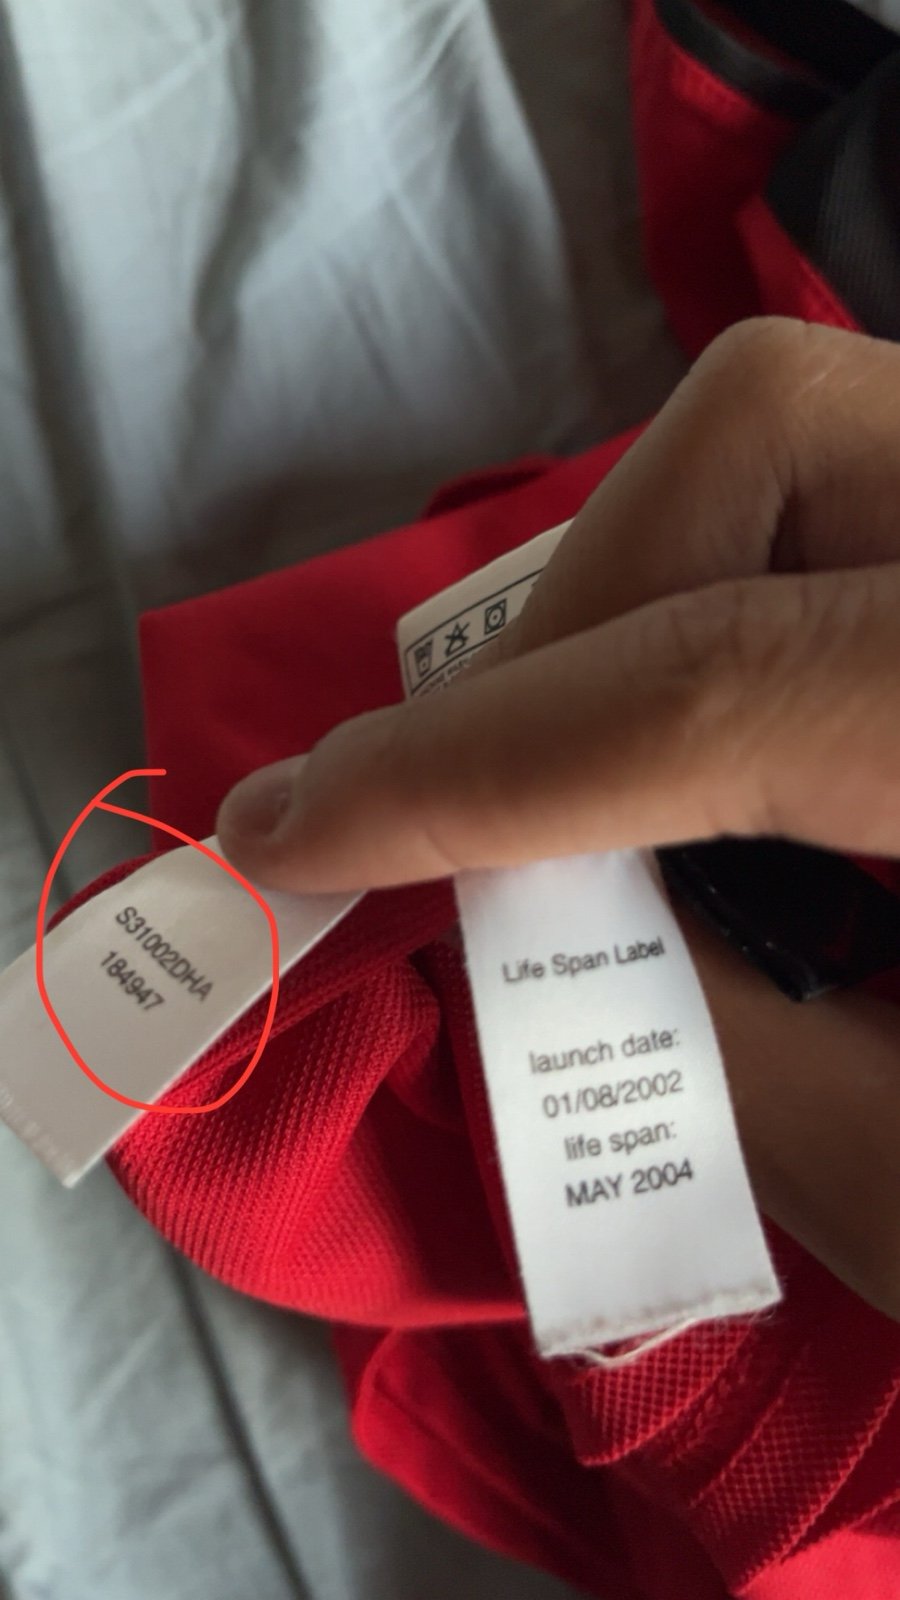 S31002DHA
184947
Life Span Label
launch date:
01/08/2002
life span:
MAY 2004